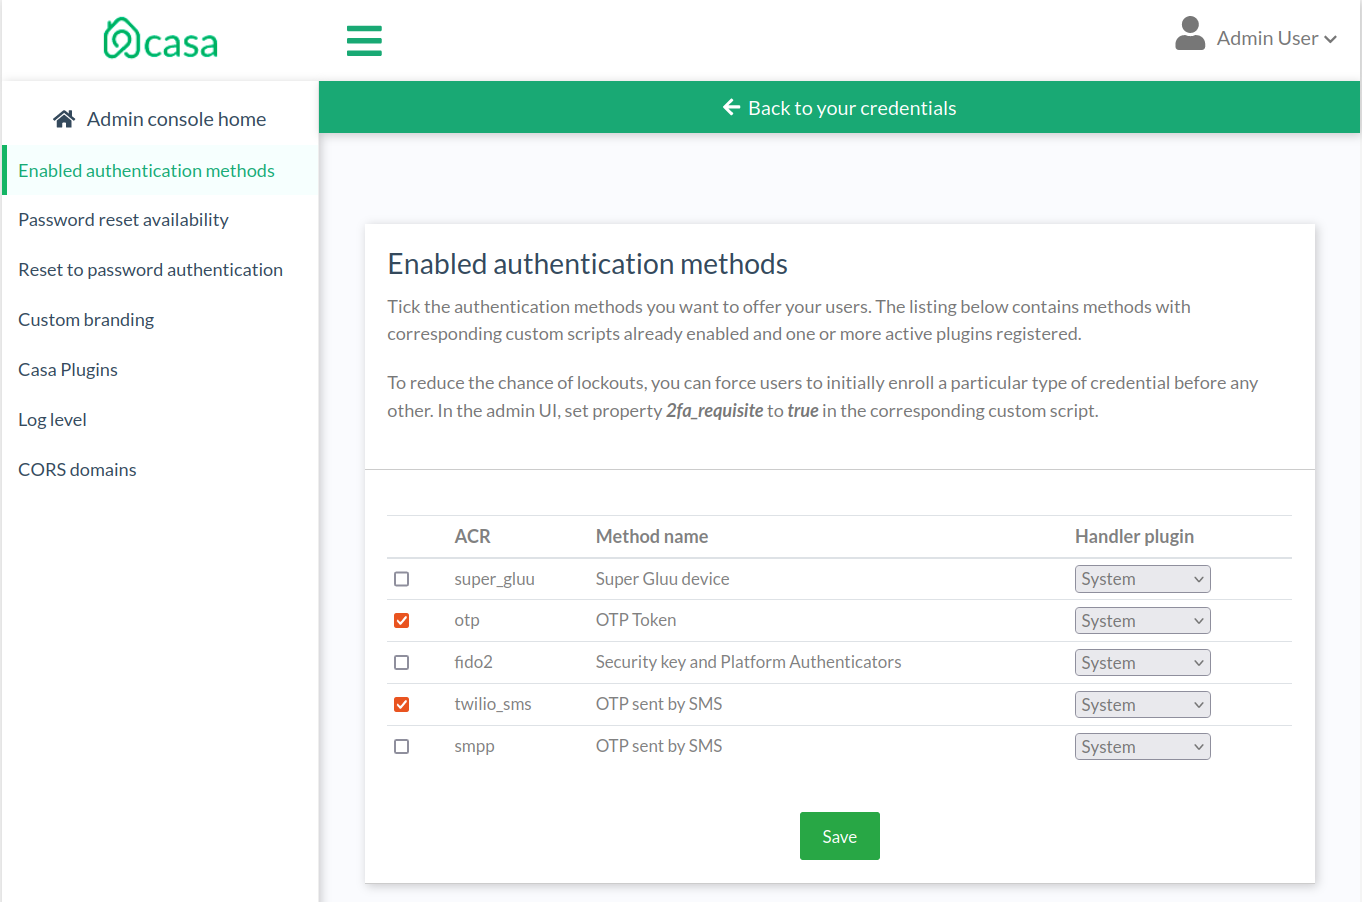 casa
Admin User
Admin console home
Back to your credentials
Enabled authentication methods
Password reset availability
Reset to password authentication
Custom branding
Casa Plugins
Log level
CORS domains
Enabled authentication methods
Tick the authentication methods you want to offer your users. The listing below contains methods with
corresponding custom scripts already enabled and one or more active plugins registered.
To reduce the chance of lockouts, you can force users to initially enroll a particular type of credential before any
other. In the admin UI, set property 2fa_requisite to true in the corresponding custom script.
ACR Method name Handler plugin
super_gluu Super Gluu device System
otp OTP Token System
fido2 Security key and Platform Authenticators System
twilio_sms OTP sent by SMS System
smpp OTP sent by SMS System
Save